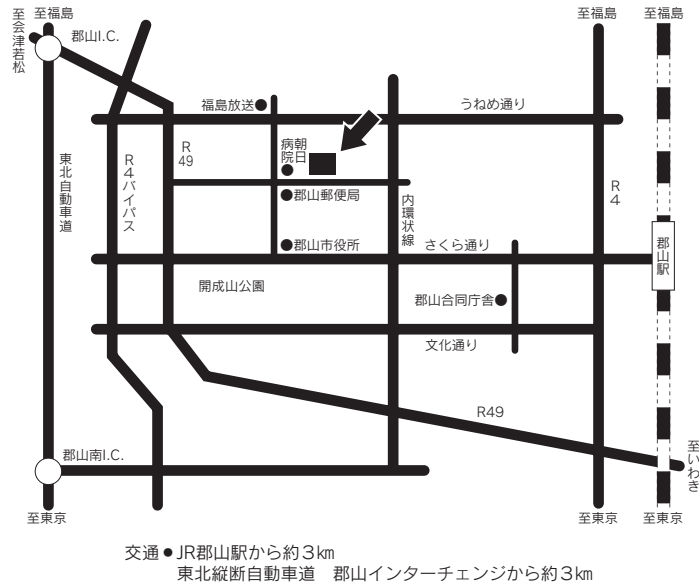 至福島
至会津若松
郡山I.C.
至福島
至福島
福島放送
うねめ通り
朝日病院
R49
R4バイパス
東北自動車道
郡山郵便局
内環状線
R4
郡山市役所
さくら通り
郡山駅
開成山公園
郡山合同庁舎
文化通り
R49
郡山南I.C.
至いわき
至東京
至東京
至東京
交通●JR郡山駅から約3km
東北縦断自動車道　郡山インターチェンジから約3km